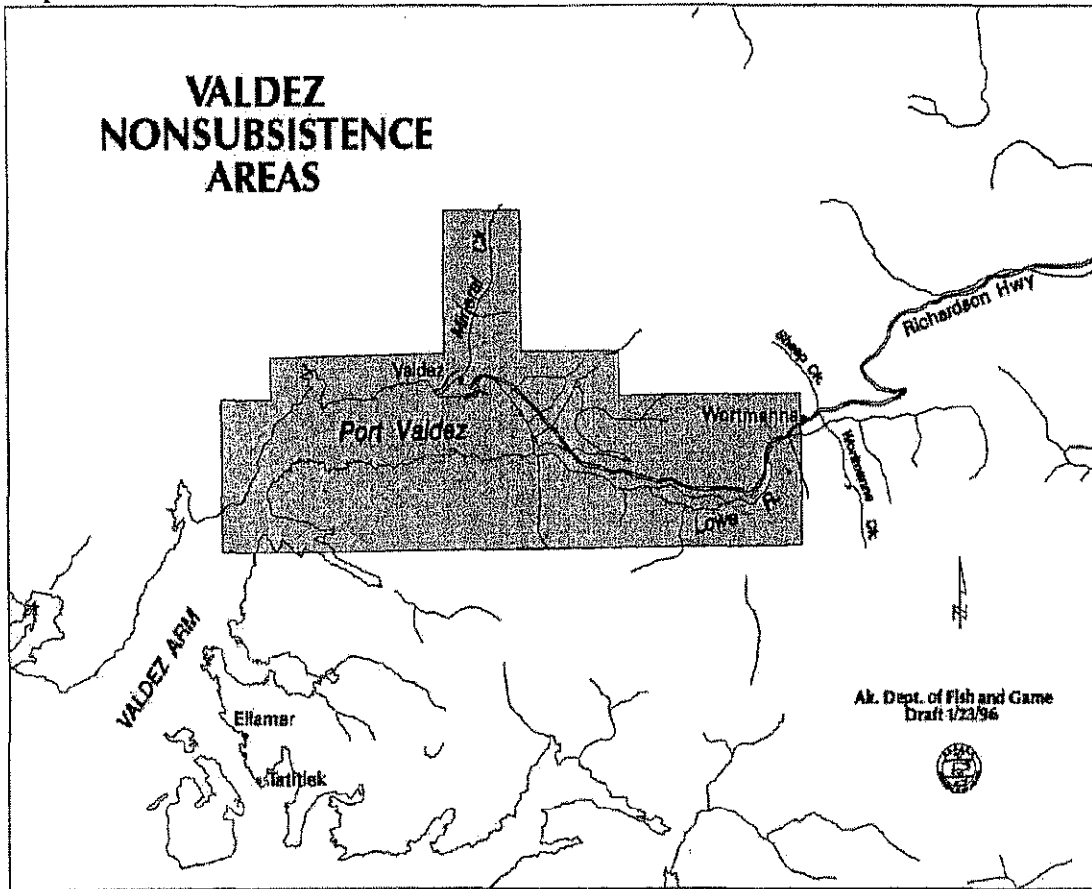 VALDEZ
NONSUBSISTENCE
AREAS
Mineral Ck
Richardson Hwy
Sheep Ck
Valdez
Wortmanns
Port Valdez
Wortmanns Ck
Lowe R.
N
VALDEZ ARM
Ellamar
Tatitlek
Ak. Dept. of Fish and Game
Draft 1/23/96